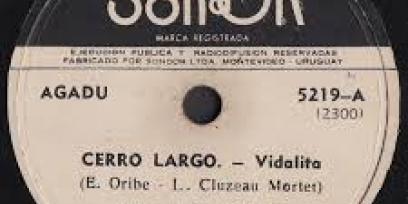 SONDOR
MARCA REGISTRADA
EJECUCION PUBLICA Y RADIODIFUSION RESERVADAS
FABRICADO POR SONDOR LTDA. MONTEVIDEO - URUGUAY
AGADU 5219-A
(2300)
CERRO LARGO. - Vidalita
(E. Oribe - L. Cluzeau Mortet)